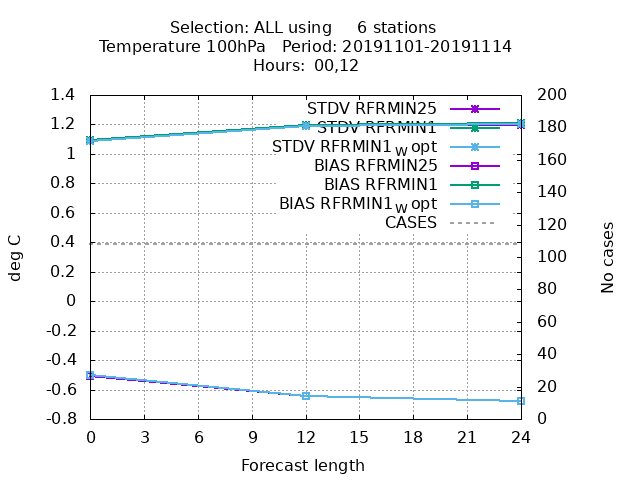 Selection: ALL using     6 stations
Temperature 100hPa   Period: 20191101-20191114
Hours: 00,12
1.4
1.2
1
0.8
0.6
0.4
0.2
0
-0.2
-0.4
-0.6
-0.8
deg C
STDV RFRMIN25
STDV RFRMIN1
STDV RFRMIN1w opt
BIAS RFRMIN25
BIAS RFRMIN1
BIAS RFRMIN1w opt
CASES
200
180
160
140
120
100
80
60
40
20
0
No cases
0 3 6 9 12 15 18 21 24
Forecast length